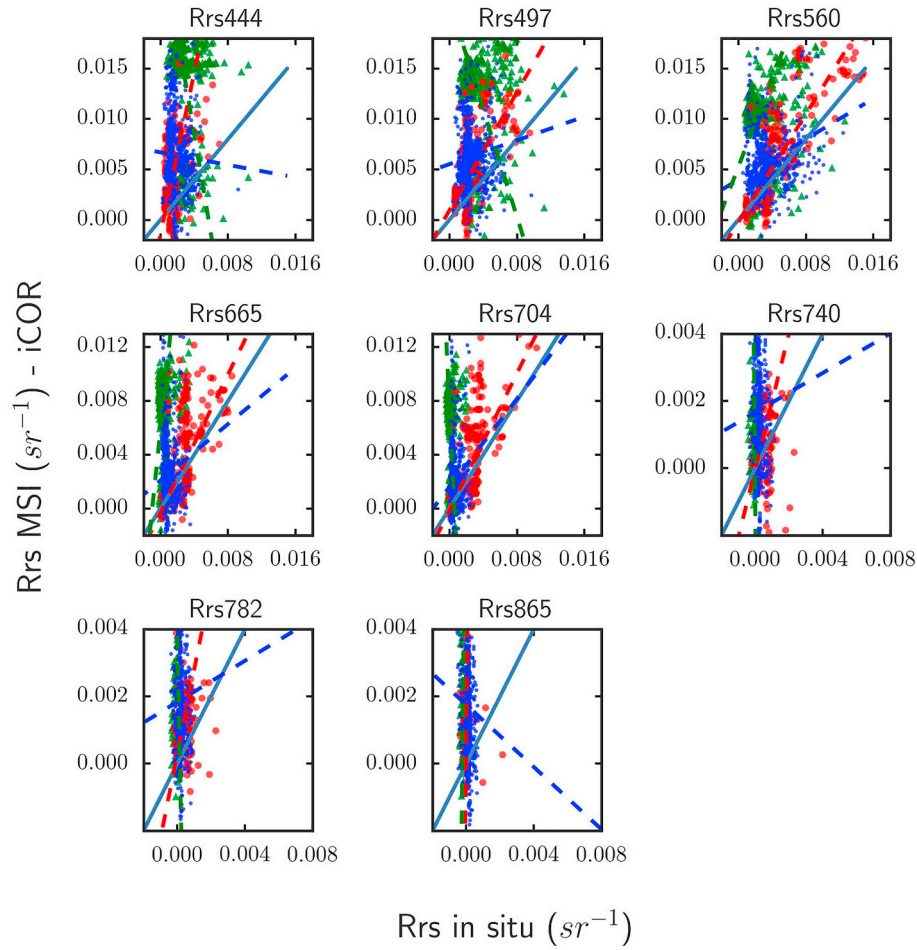 Rrs444 Rrs497 Rrs560
0.015 0.015 0.015
0.010 0.010 0.010
0.005 0.005 0.005
0.000 0.000 0.000
0.000 0.008 0.016 0.000 0.008 0.016 0.000 0.008 0.016
Rrs MSI (sr⁻¹) - iCOR
Rrs665 Rrs704 Rrs740
0.012 0.012 0.004
0.008 0.008 0.002
0.004 0.004 0.000
0.000 0.000
0.000 0.008 0.016 0.000 0.008 0.016 0.000 0.004 0.008
Rrs782 Rrs865
0.004 0.004
0.002 0.002
0.000 0.000
0.000 0.004 0.008 0.000 0.004 0.008
Rrs in situ (sr⁻¹)